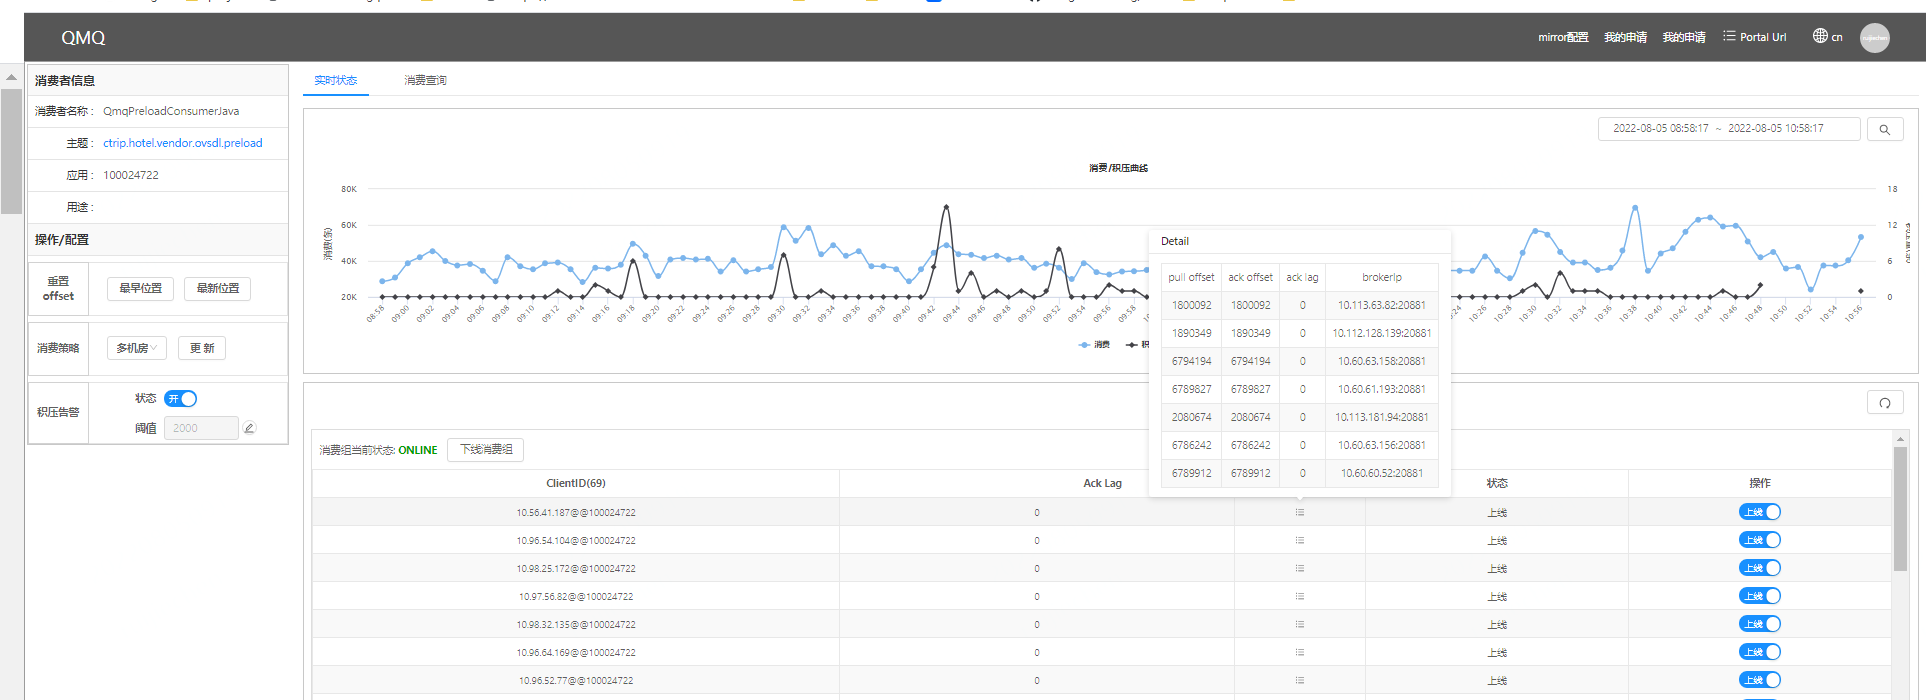 QMQ
mirror配置 我的申请 我的申请 Portal Url cn
消费者信息
消费者名称： QmqPreloadConsumerJava
主题： ctrip.hotel.vendor.ovsdl.preload
应用： 100024722
用途：
操作/配置
重置
offset
最早位置 最新位置
消费策略 多机房 更 新
积压告警
状态 开
阈值 2000
实时状态 消费查询
2022-08-05 08:58:17 ~ 2022-08-05 10:58:17
消费/积压曲线
80K
60K
40K
20K
消费(条)
18
12
6
0
08:58 09:00 09:02 09:04 09:06 09:08 09:10 09:12 09:14 09:16 09:18 09:20 09:22 09:24 09:26 09:28 09:30 09:32 09:34 09:36 09:38 09:40 09:42 09:44 09:46 09:48 09:50 09:52 09:54 09:56 09:58
:24 10:26 10:28 10:30 10:32 10:34 10:36 10:38 10:40 10:42 10:44 10:46 10:48 10:50 10:52 10:54 10:56
消费 积
Detail
pull offset ack offset ack lag brokerIp
1800092 1800092 0 10.113.63.82:20881
1890349 1890349 0 10.112.128.139:20881
6794194 6794194 0 10.60.63.158:20881
6789827 6789827 0 10.60.61.193:20881
2080674 2080674 0 10.113.181.94:20881
6786242 6786242 0 10.60.63.156:20881
6789912 6789912 0 10.60.60.52:20881
消费组当前状态: ONLINE 下线消费组
ClientID(69) Ack Lag 状态 操作
10.56.41.187@@100024722 0 上线 上线
10.96.54.104@@100024722 0 上线 上线
10.98.25.172@@100024722 0 上线 上线
10.97.56.82@@100024722 0 上线 上线
10.98.32.135@@100024722 0 上线 上线
10.96.64.169@@100024722 0 上线 上线
10.96.52.77@@100024722 0 上线 上线